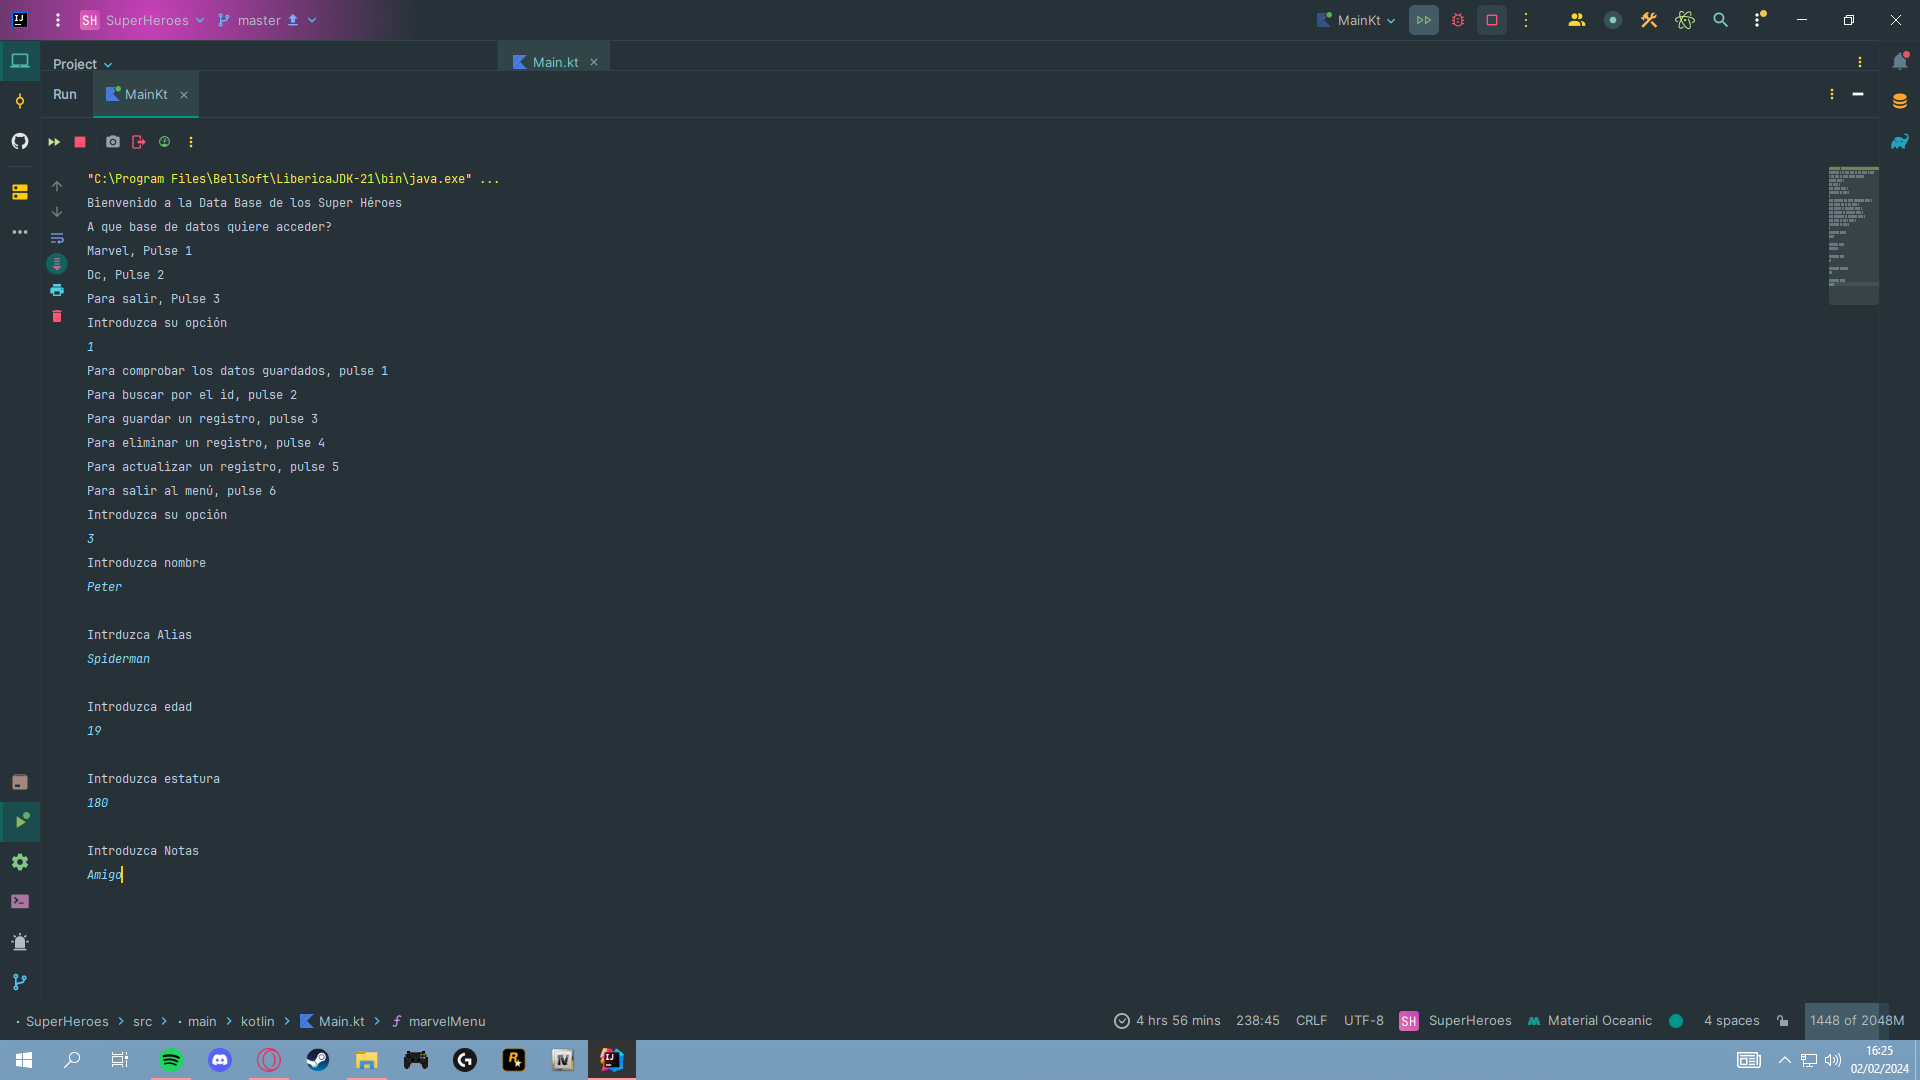 SH SuperHeroes master MainKt
Project Main.kt
Run MainKt
"C:\Program Files\BellSoft\LibericaJDK-21\bin\java.exe" ...
Bienvenido a la Data Base de los Super Héroes
A que base de datos quiere acceder?
Marvel, Pulse 1
Dc, Pulse 2
Para salir, Pulse 3
Introduzca su opción
1
Para comprobar los datos guardados, pulse 1
Para buscar por el id, pulse 2
Para guardar un registro, pulse 3
Para eliminar un registro, pulse 4
Para actualizar un registro, pulse 5
Para salir al menú, pulse 6
Introduzca su opción
3
Introduzca nombre
Peter
Intrduzca Alias
Spiderman
Introduzca edad
19
Introduzca estatura
180
Introduzca Notas
Amigo
SuperHeroes src main kotlin Main.kt marvelMenu 4 hrs 56 mins 238:45 CRLF UTF-8 SH SuperHeroes Material Oceanic 4 spaces 1448 of 2048M
16:25
02/02/2024